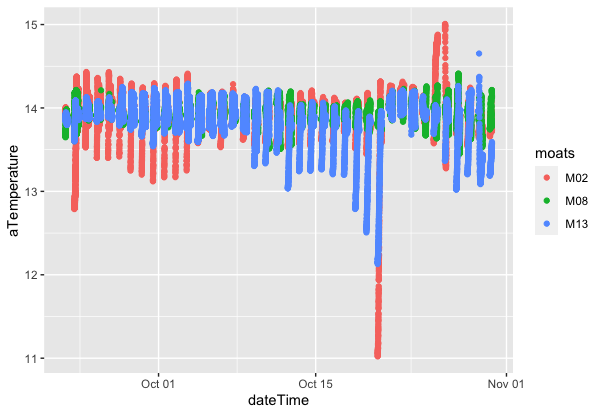 15
14
13
12
11
aTemperature
Oct 01
Oct 15
Nov 01
dateTime
moats
M02
M08
M13